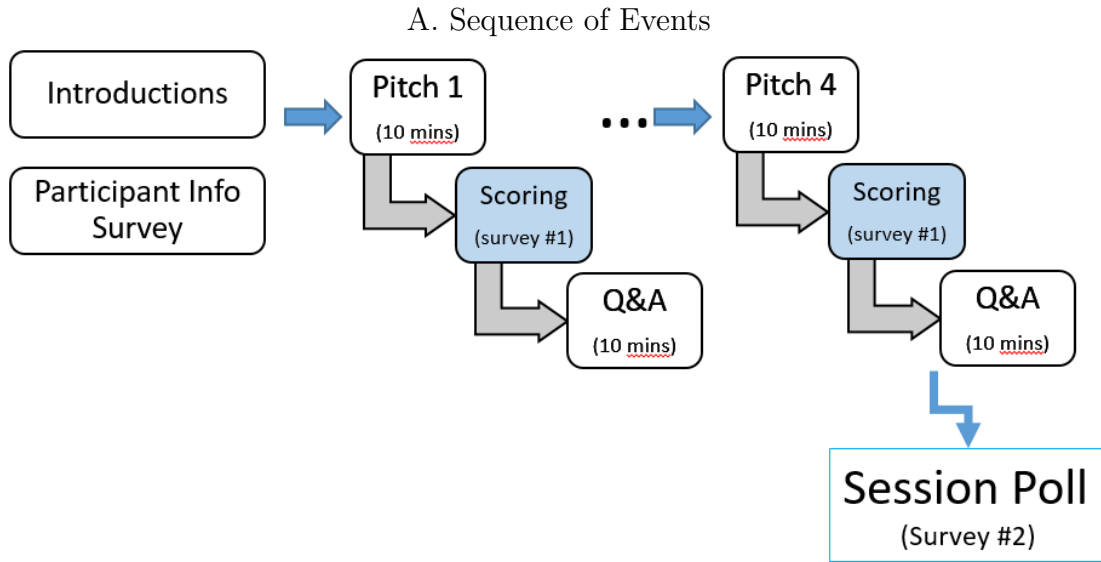 A. Sequence of Events
Introductions
Participant Info
Survey
Pitch 1
(10 mins)
Scoring
(survey #1)
Q&A
(10 mins)
...
Pitch 4
(10 mins)
Scoring
(survey #1)
Q&A
(10 mins)
Session Poll
(Survey #2)